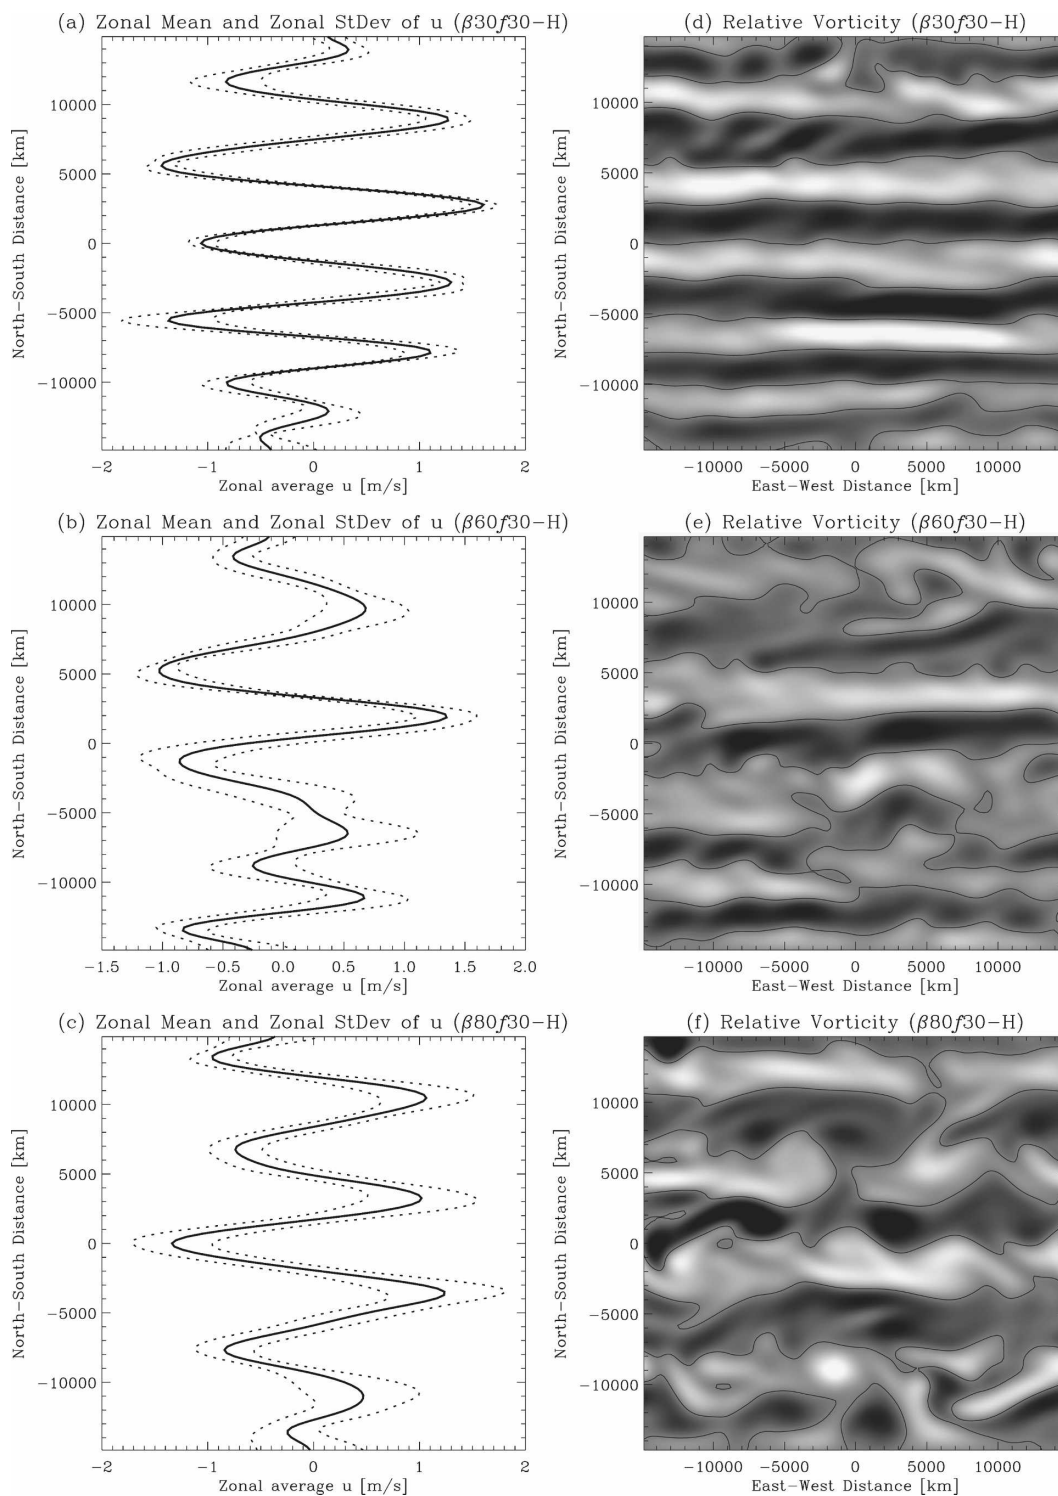 (a) Zonal Mean and Zonal StDev of u (β30f30-H)
10000
5000
0
-5000
-10000
North-South Distance [km]
-2 -1 0 1 2
Zonal average u [m/s]
(d) Relative Vorticity (β30f30-H)
10000
5000
0
-5000
-10000
North-South Distance [km]
-10000 -5000 0 5000 10000
East-West Distance [km]
(b) Zonal Mean and Zonal StDev of u (β60f30-H)
10000
5000
0
-5000
-10000
North-South Distance [km]
-1.5 -1.0 -0.5 0.0 0.5 1.0 1.5 2.0
Zonal average u [m/s]
(e) Relative Vorticity (β60f30-H)
10000
5000
0
-5000
-10000
North-South Distance [km]
-10000 -5000 0 5000 10000
East-West Distance [km]
(c) Zonal Mean and Zonal StDev of u (β80f30-H)
10000
5000
0
-5000
-10000
North-South Distance [km]
-2 -1 0 1 2
Zonal average u [m/s]
(f) Relative Vorticity (β80f30-H)
10000
5000
0
-5000
-10000
North-South Distance [km]
-10000 -5000 0 5000 10000
East-West Distance [km]